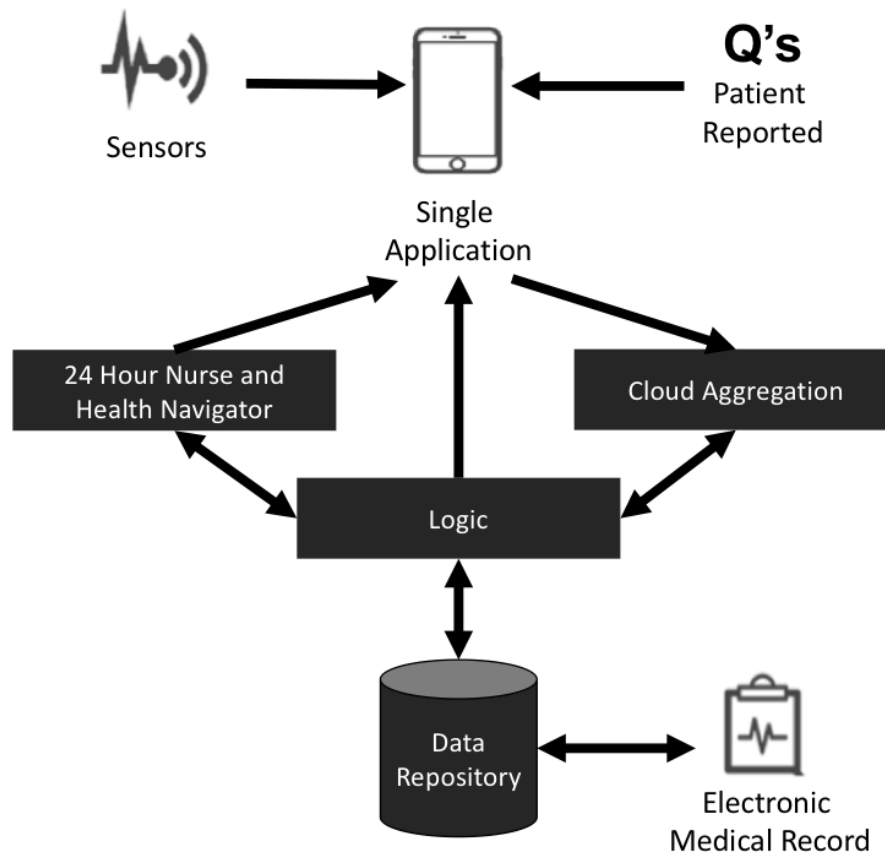 Q's
Patient
Reported
Sensors
Single
Application
24 Hour Nurse and
Health Navigator
Cloud Aggregation
Logic
Data
Repository
Electronic
Medical Record